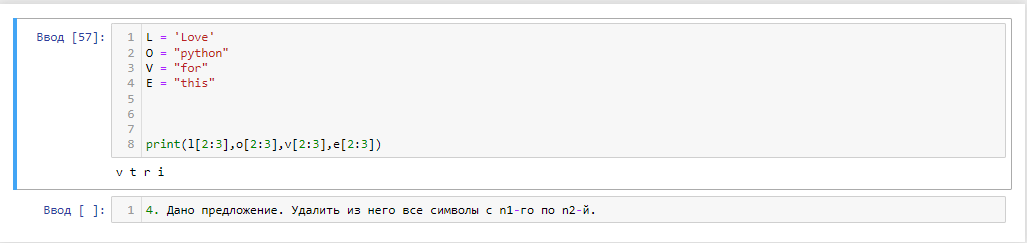 Ввод [57]:
1 L = 'Love'
2 O = "python"
3 V = "for"
4 E = "this"
5
6
7
8 print(l[2:3],o[2:3],v[2:3],e[2:3])
v t r i
Ввод [ ]: 1 4. Дано предложение. Удалить из него все символы с n1-го по n2-й.